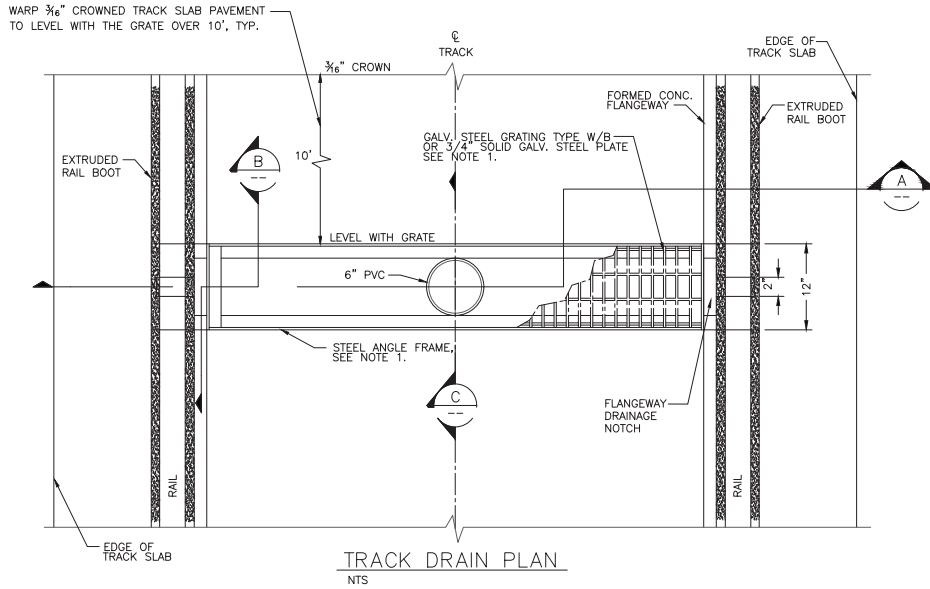 WARP 3/16" CROWNED TRACK SLAB PAVEMENT
TO LEVEL WITH THE GRATE OVER 10', TYP.
℄
TRACK
EDGE OF
TRACK SLAB
3/16" CROWN
FORMED CONC.
FLANGEWAY
EXTRUDED
RAIL BOOT
GALV. STEEL GRATING TYPE W/B
OR 3/4" SOLID GALV. STEEL PLATE
SEE NOTE 1.
10'
EXTRUDED
RAIL BOOT
B
--
A
--
LEVEL WITH GRATE
6" PVC
2"
12"
STEEL ANGLE FRAME,
SEE NOTE 1.
C
--
FLANGEWAY
DRAINAGE
NOTCH
RAIL
RAIL
EDGE OF
TRACK SLAB
TRACK DRAIN PLAN
NTS